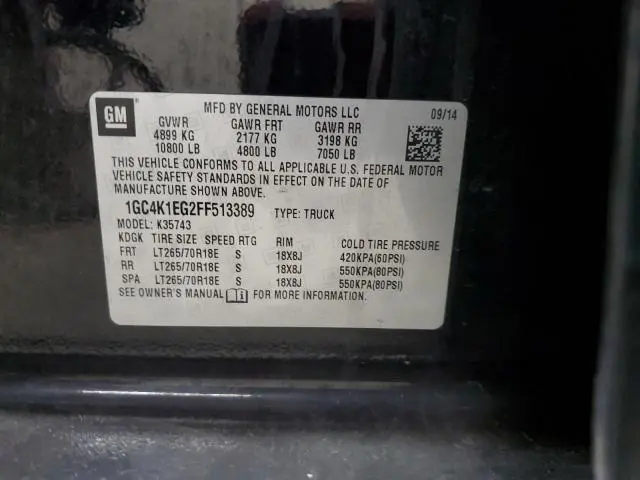 GM
MFD BY GENERAL MOTORS LLC 09/14
GVWR GAWR FRT GAWR RR
4899 KG 2177 KG 3198 KG
10800 LB 4800 LB 7050 LB
THIS VEHICLE CONFORMS TO ALL APPLICABLE U.S. FEDERAL MOTOR
VEHICLE SAFETY STANDARDS IN EFFECT ON THE DATE OF
MANUFACTURE SHOWN ABOVE.
1GC4K1EG2FF513389 TYPE: TRUCK
MODEL: K35743
KDGK TIRE SIZE SPEED RTG RIM COLD TIRE PRESSURE
FRT LT265/70R18E S 18X8J 420KPA(60PSI)
RR LT265/70R18E S 18X8J 550KPA(80PSI)
SPA LT265/70R18E S 18X8J 550KPA(80PSI)
SEE OWNER'S MANUAL FOR MORE INFORMATION.